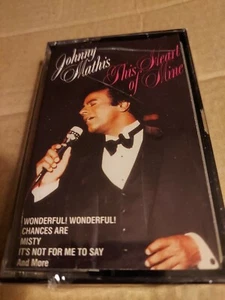 Johnny
Mathis
This Heart
of Mine
WONDERFUL! WONDERFUL!
CHANCES ARE
MISTY
IT'S NOT FOR ME TO SAY
And More